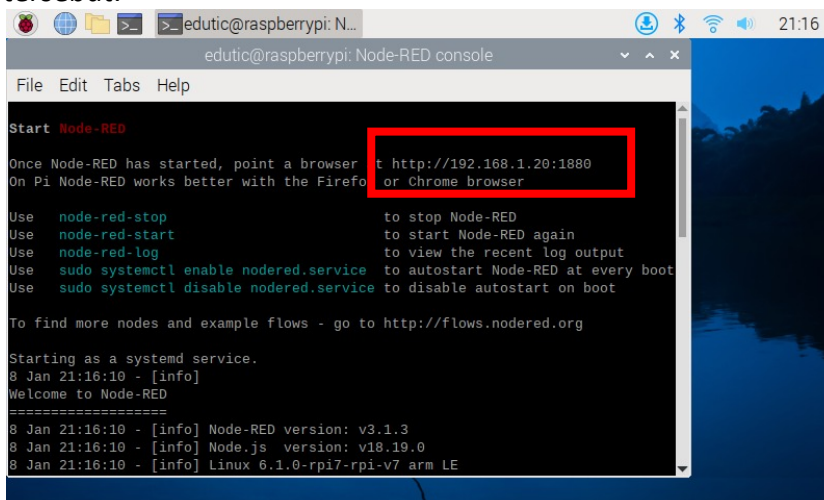 tersebut.
edutic@raspberrypi: N...
21:16
edutic@raspberrypi: Node-RED console
File Edit Tabs Help
Start Node-RED
Once Node-RED has started, point a browser t http://192.168.1.20:1880
On Pi Node-RED works better with the Firefo or Chrome browser
Use node-red-stop to stop Node-RED
Use node-red-start to start Node-RED again
Use node-red-log to view the recent log output
Use sudo systemctl enable nodered.service to autostart Node-RED at every boot
Use sudo systemctl disable nodered.service to disable autostart on boot
To find more nodes and example flows - go to http://flows.nodered.org
Starting as a systemd service.
8 Jan 21:16:10 - [info]
Welcome to Node-RED
===================
8 Jan 21:16:10 - [info] Node-RED version: v3.1.3
8 Jan 21:16:10 - [info] Node.js version: v18.19.0
8 Jan 21:16:10 - [info] Linux 6.1.0-rpi7-rpi-v7 arm LE